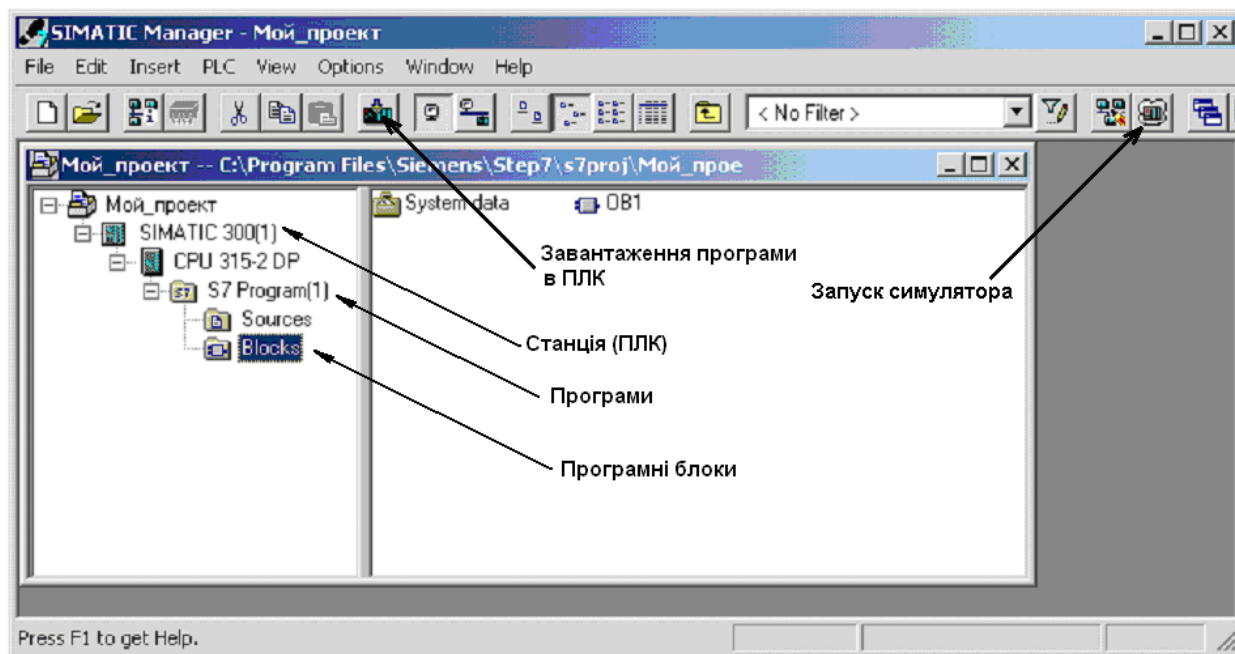 SIMATIC Manager - Мой_проект
File Edit Insert PLC View Options Window Help
< No Filter >
Мой_проект -- C:\Program Files\Siemens\Step7\s7proj\Мой_прое
Мой_проект
SIMATIC 300(1)
CPU 315-2 DP
S7 Program(1)
Sources
Blocks
System data OB1
Завантаження програми
в ПЛК
Запуск симулятора
Станція (ПЛК)
Програми
Програмні блоки
Press F1 to get Help.